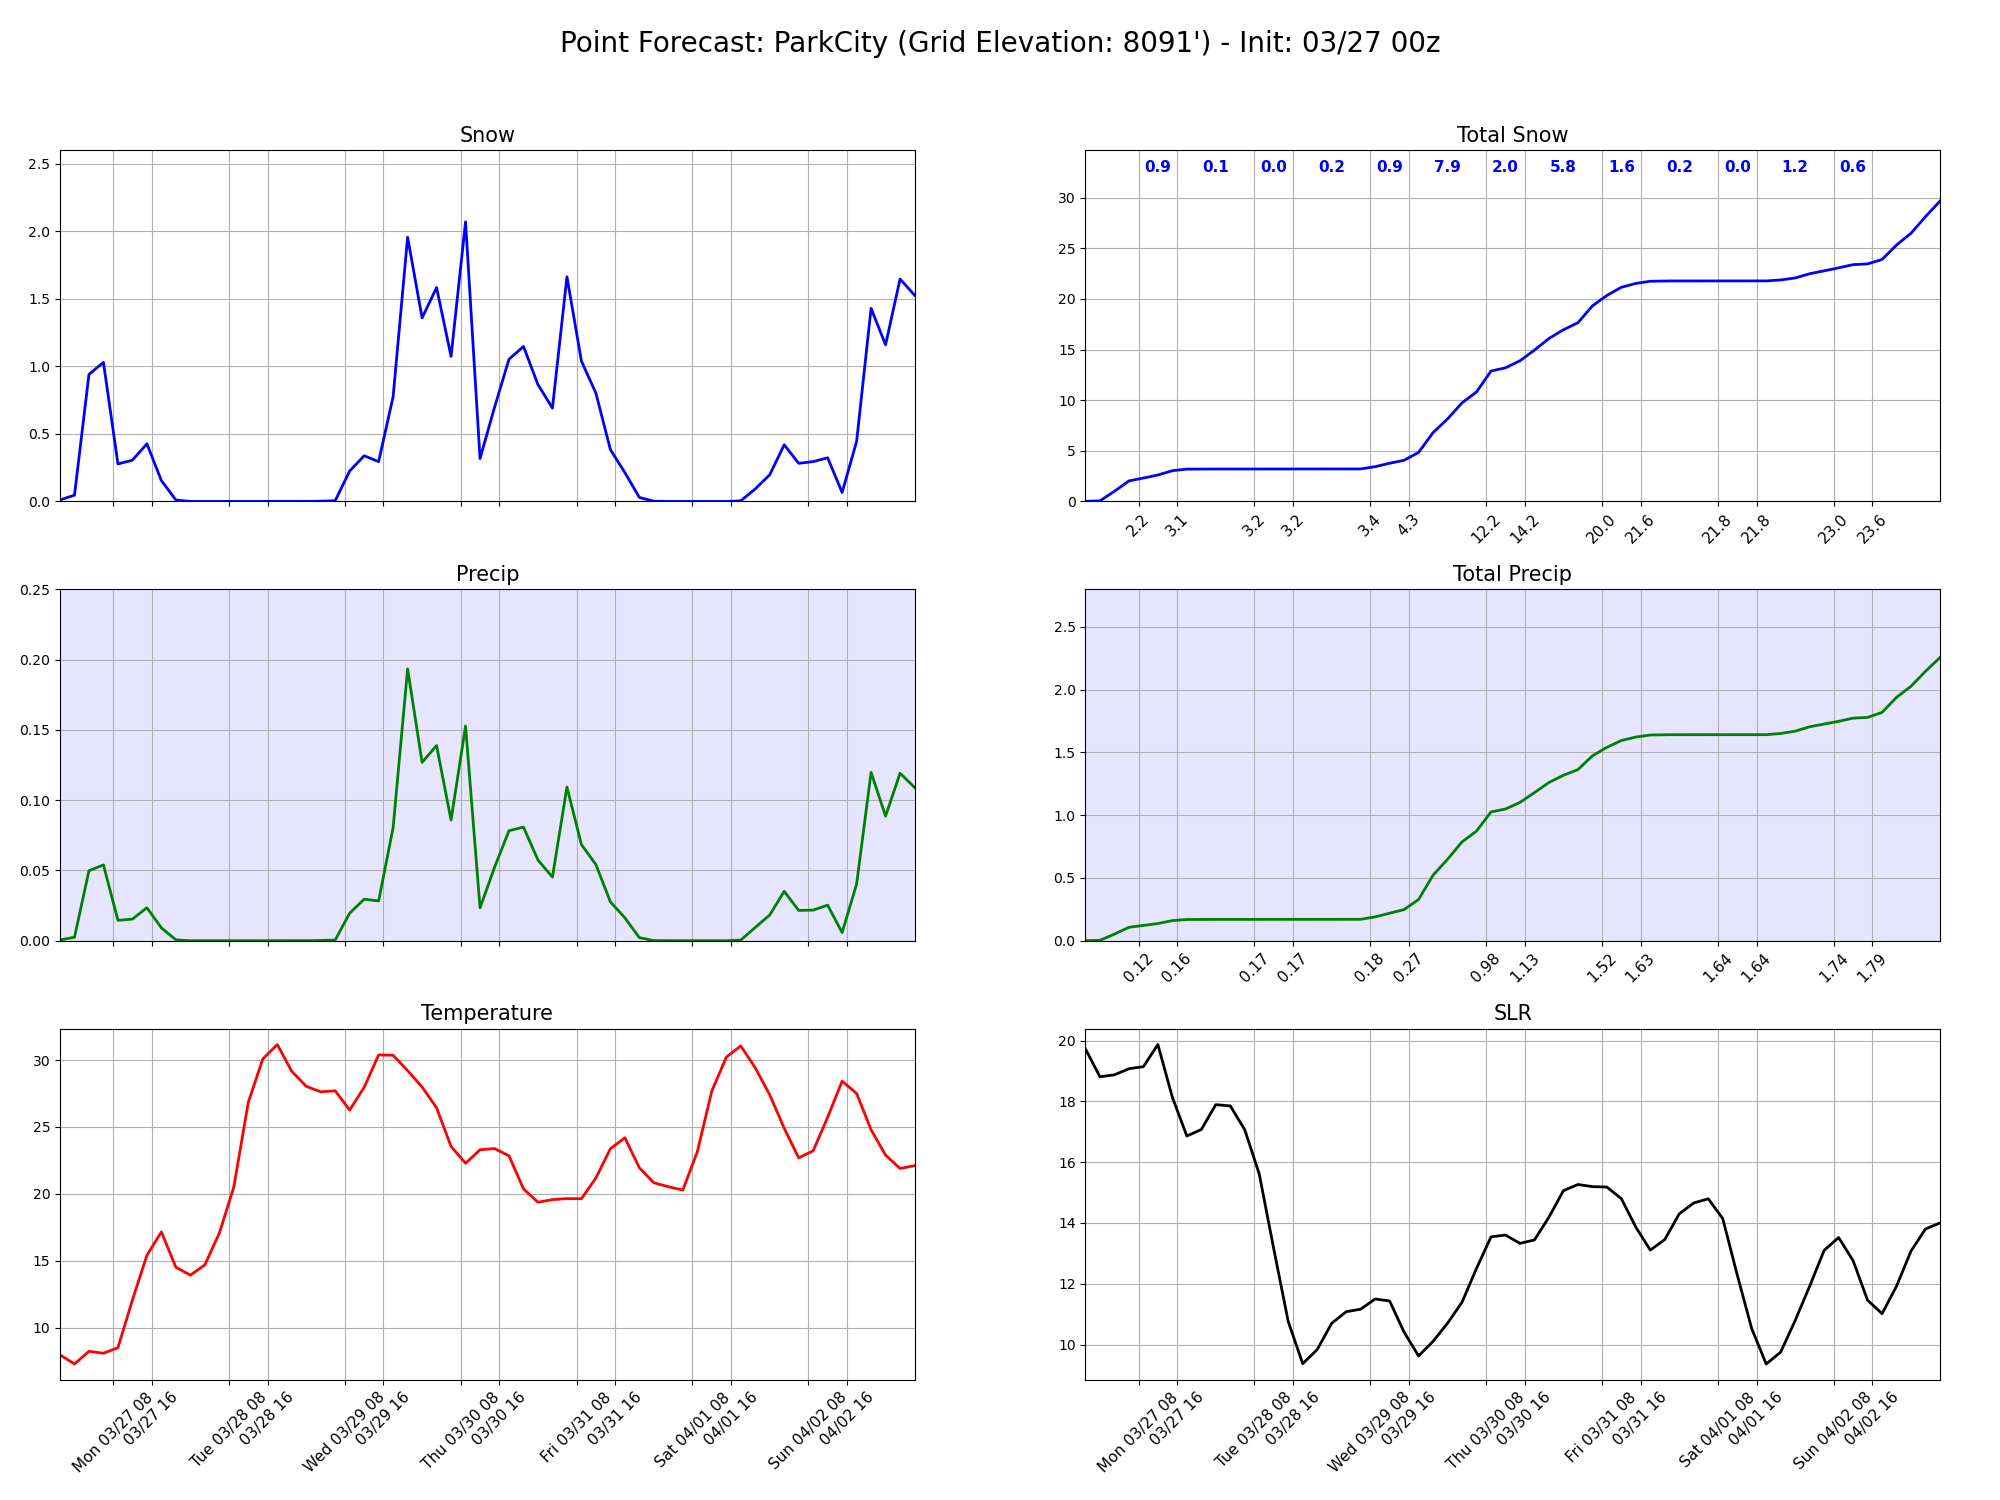 Point Forecast: ParkCity (Grid Elevation: 8091') - Init: 03/27 00z
Snow
2.5
2.0
1.5
1.0
0.5
0.0
Total Snow
0.9 0.1 0.0 0.2 0.9 7.9 2.0 5.8 1.6 0.2 0.0 1.2 0.6
30
25
20
15
10
5
0
2.2 3.1 3.2 3.2 3.4 4.3 12.2 14.2 20.0 21.6 21.8 21.8 23.0 23.6
Precip
0.25
0.20
0.15
0.10
0.05
0.00
Total Precip
2.5
2.0
1.5
1.0
0.5
0.0
0.12 0.16 0.17 0.17 0.18 0.27 0.98 1.13 1.52 1.63 1.64 1.64 1.74 1.79
Temperature
30
25
20
15
10
Mon 03/27 08
03/27 16
Tue 03/28 08
03/28 16
Wed 03/29 08
03/29 16
Thu 03/30 08
03/30 16
Fri 03/31 08
03/31 16
Sat 04/01 08
04/01 16
Sun 04/02 08
04/02 16
SLR
20
18
16
14
12
10
Mon 03/27 08
03/27 16
Tue 03/28 08
03/28 16
Wed 03/29 08
03/29 16
Thu 03/30 08
03/30 16
Fri 03/31 08
03/31 16
Sat 04/01 08
04/01 16
Sun 04/02 08
04/02 16